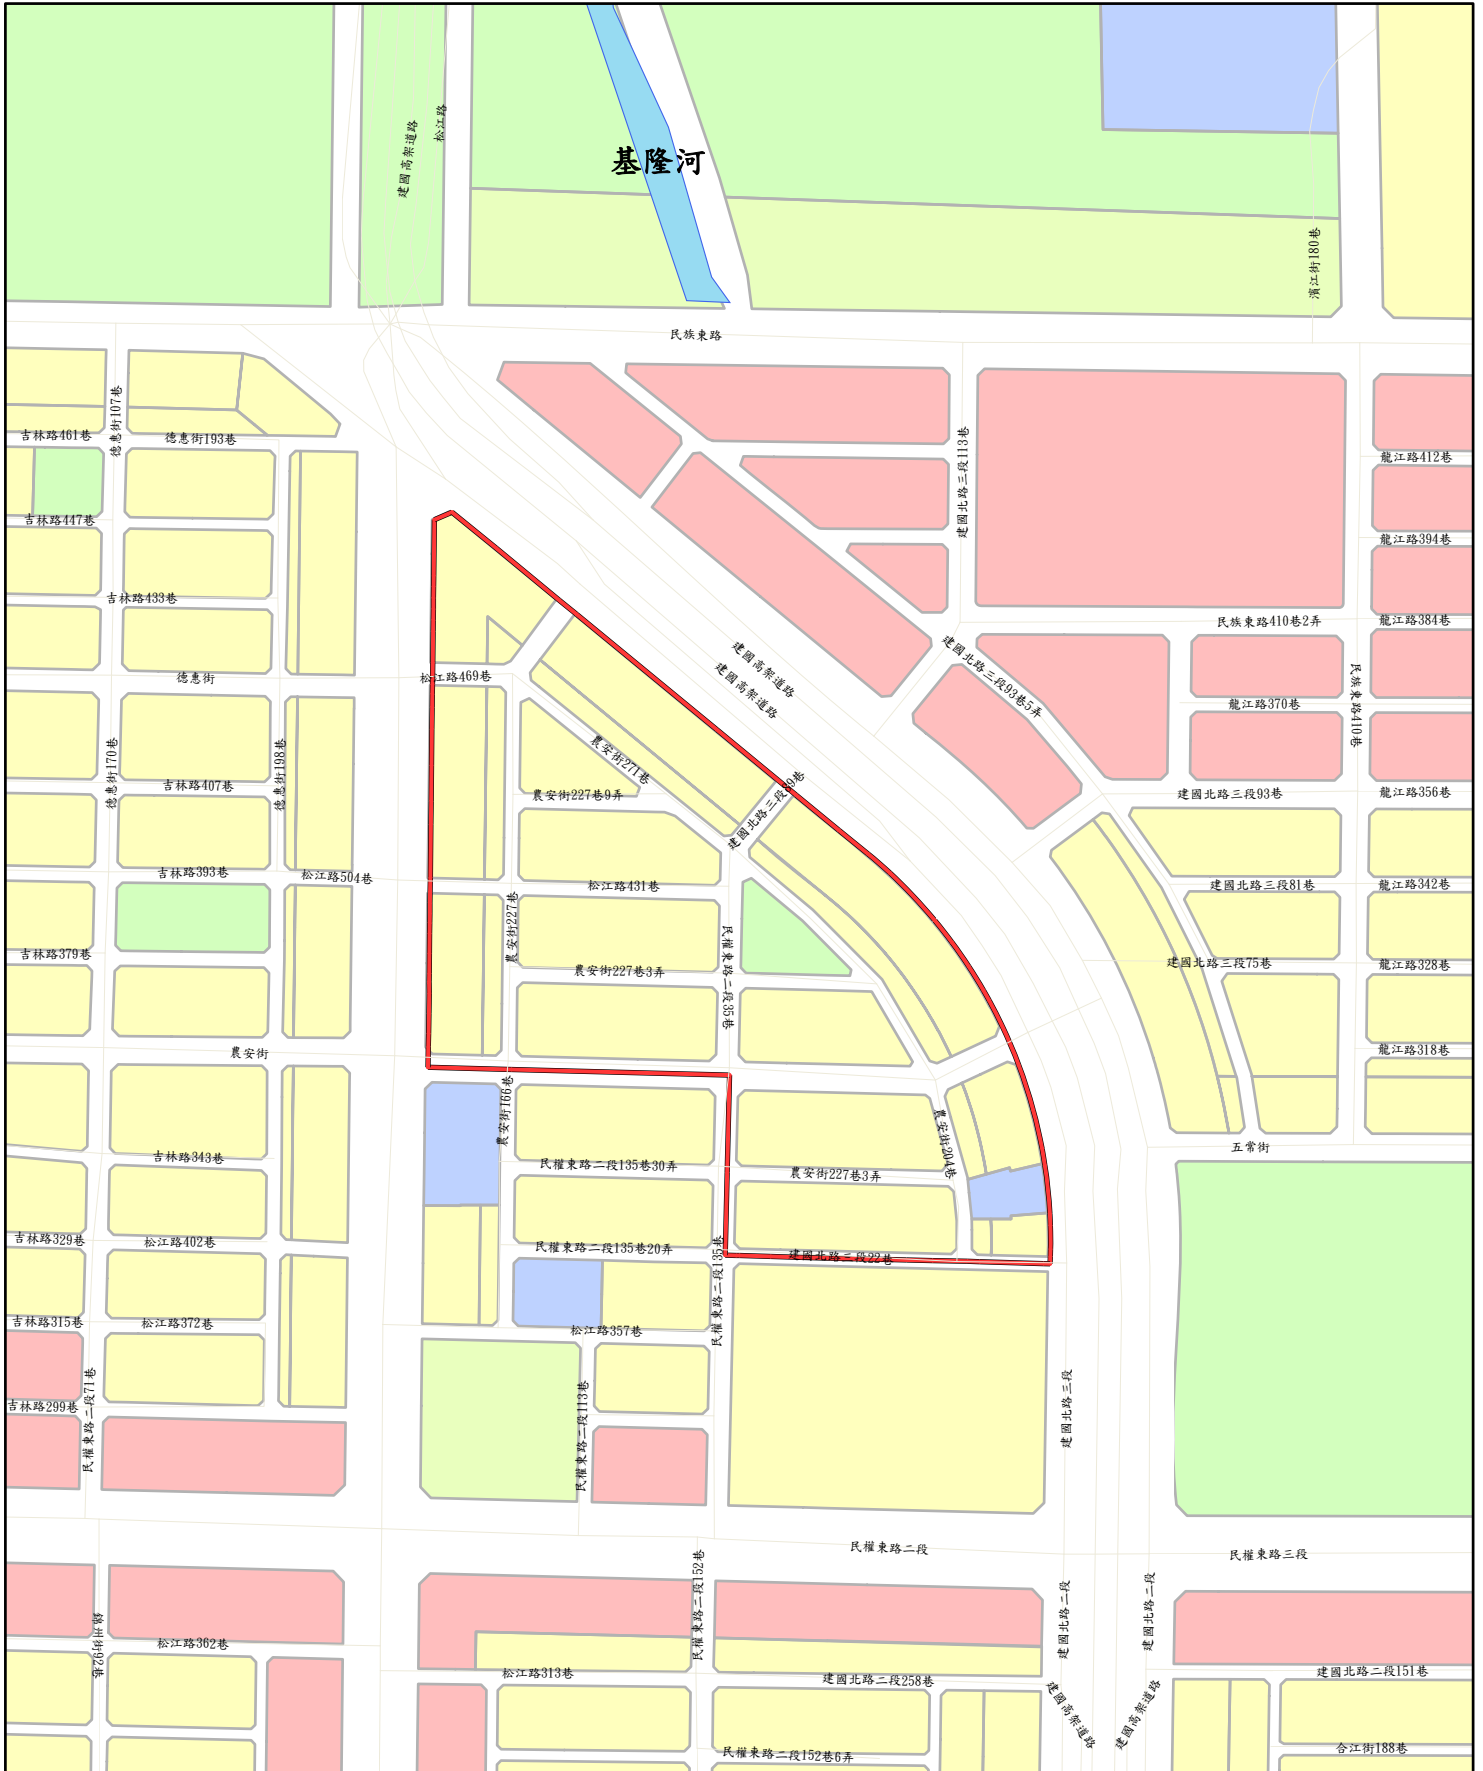 松江路
建國高架道路
基隆河
濱江街180巷
民族東路
德惠街107巷
吉林路461巷
德惠街193巷
建國北路三段113巷
龍江路412巷
吉林路447巷
龍江路394巷
吉林路433巷
民族東路410巷2弄
龍江路384巷
建國高架道路
建國高架道路
建國北路三段93巷5弄
德惠街
松江路469巷
民族東路410巷
龍江路370巷
農安街271巷
德惠街170巷
德惠街198巷
吉林路407巷
農安街227巷9弄
建國北路三段89巷
建國北路三段93巷
龍江路356巷
吉林路393巷
松江路504巷
松江路431巷
建國北路三段81巷
龍江路342巷
農安街227巷
民權東路二段135巷
吉林路379巷
農安街227巷3弄
建國北路三段75巷
龍江路328巷
農安街
龍江路318巷
農安街166巷
農安街204巷
吉林路343巷
民權東路二段135巷30弄
農安街227巷3弄
五常街
吉林路329巷
松江路402巷
民權東路二段135巷20弄
民權東路二段135巷
建國北路三段22巷
吉林路315巷
松江路372巷
松江路357巷
民權東路二段71巷
民權東路二段113巷
建國北路三段
吉林路299巷
民權東路二段
民權東路三段
民權東路二段152巷
建國北路二段
建國北路二段
錦州街92巷
松江路362巷
松江路313巷
建國北路二段258巷
建國北路二段151巷
建國高架道路
建國高架道路
民權東路二段152巷6弄
合江街188巷